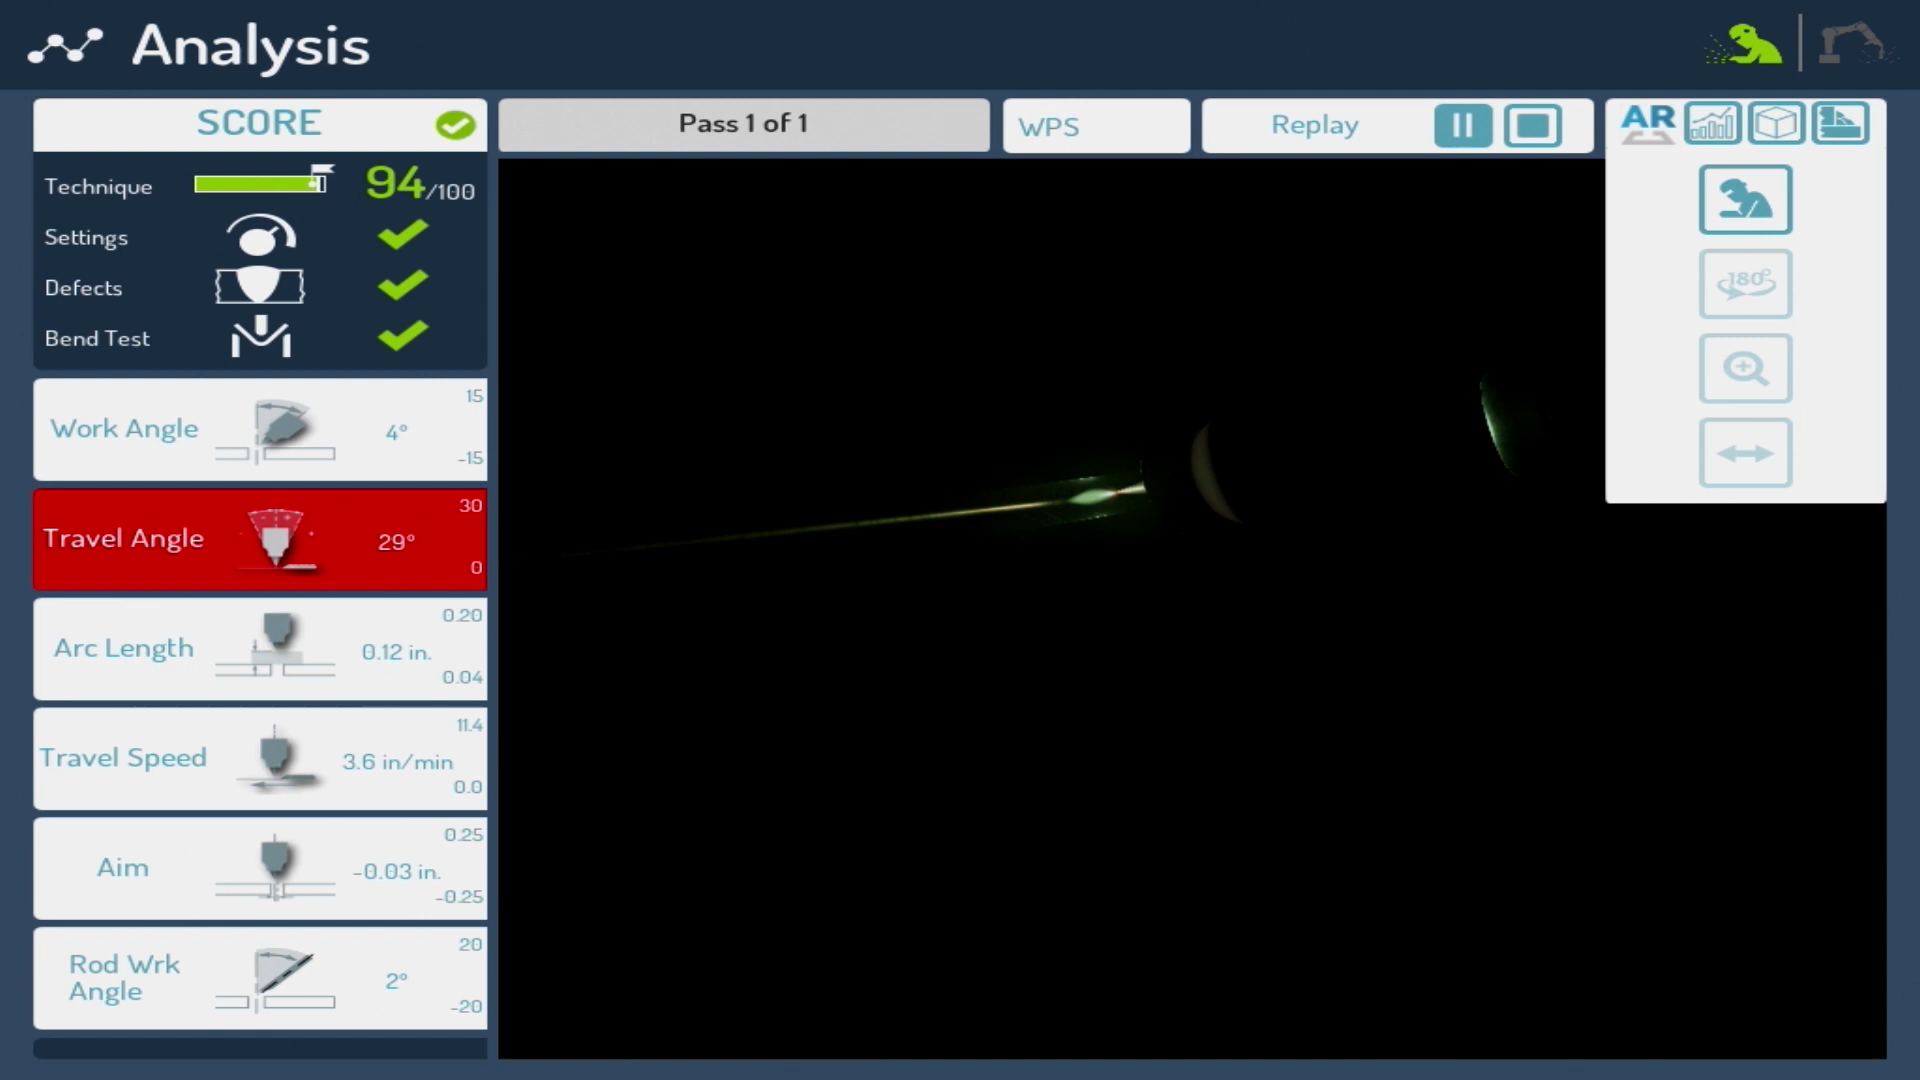 Analysis
SCORE
Technique
94/100
Settings
Defects
Bend Test
Work Angle
15
4°
-15
Travel Angle
30
29°
0
Arc Length
0.20
0.12 in.
0.04
Travel Speed
11.4
3.6 in/min
0.0
Aim
0.25
-0.03 in.
-0.25
Rod Wrk
Angle
20
2°
-20
Pass 1 of 1
WPS
Replay
AR
180°